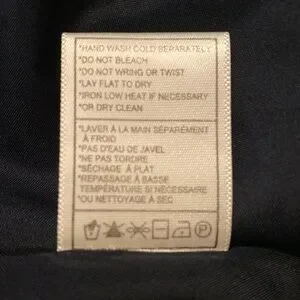 *HAND WASH COLD SEPARATELY
*DO NOT BLEACH
*DO NOT WRING OR TWIST
*LAY FLAT TO DRY
*IRON LOW HEAT IF NECESSARY
*OR DRY CLEAN
*LAVER À LA MAIN SÉPARÉMENT
À FROID
*PAS D'EAU DE JAVEL
*NE PAS TORDRE
*SÉCHAGE À PLAT
*REPASSAGE À BASSE
TEMPÉRATURE SI NÉCESSAIRE
*OU NETTOYAGE À SEC
P